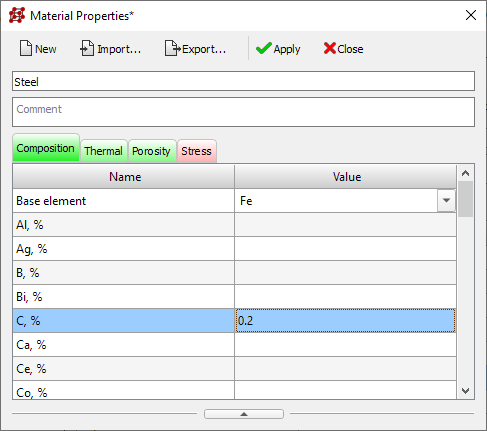 Material Properties*
New Import... Export... Apply Close
Steel
Comment
Composition Thermal Porosity Stress
Name Value
Base element Fe
Al, %
Ag, %
B, %
Bi, %
C, % 0.2
Ca, %
Ce, %
Co, %